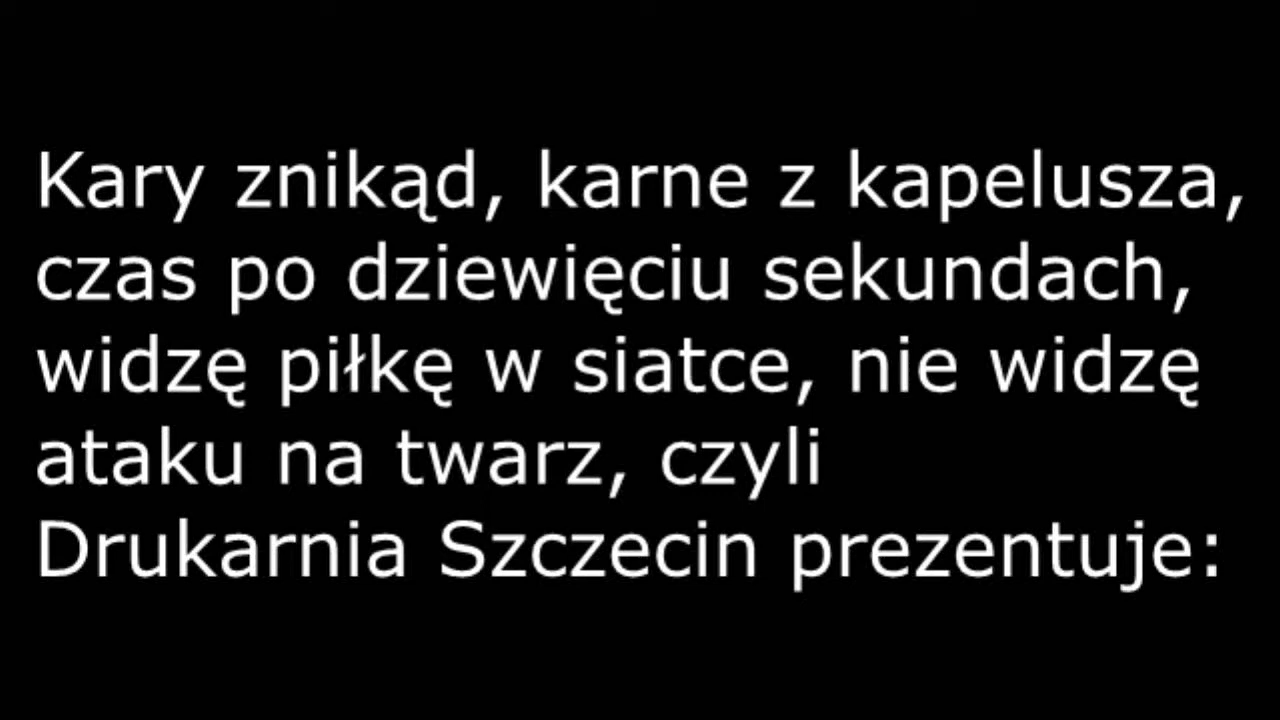 Kary znikąd, karne z kapelusza,
czas po dziewięciu sekundach,
widzę piłkę w siatce, nie widzę
ataku na twarz, czyli
Drukarnia Szczecin prezentuje: